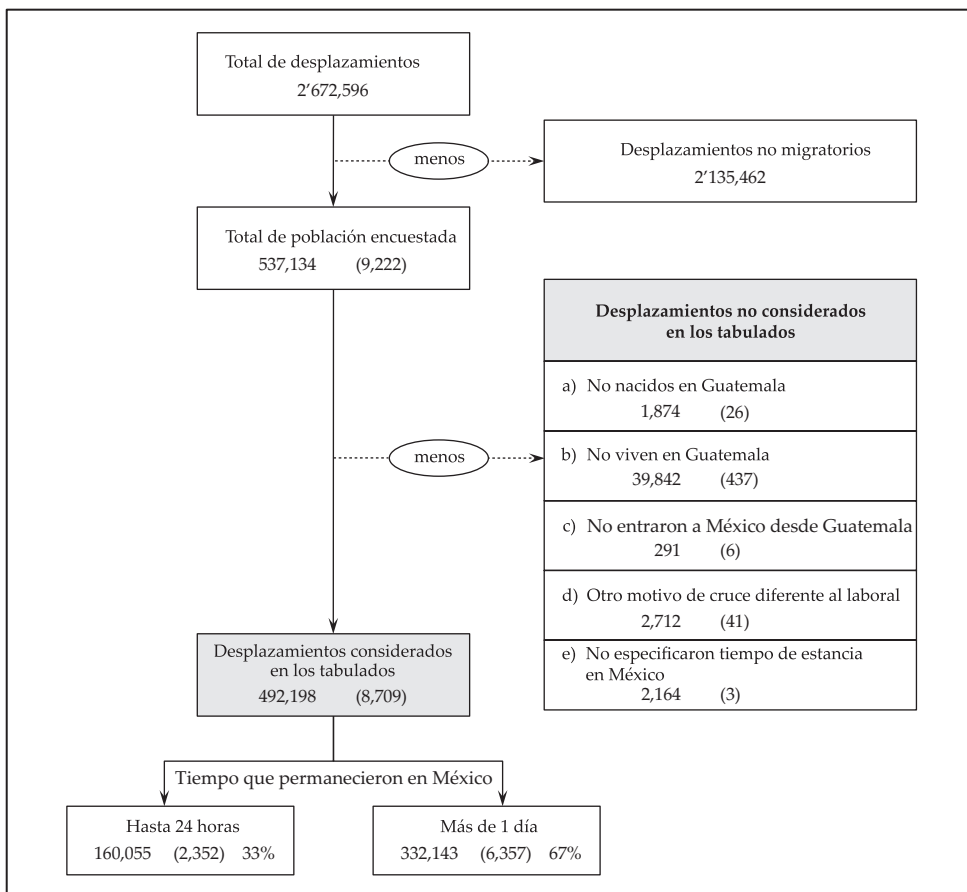 Total de desplazamientos
2’672,596
menos
Desplazamientos no migratorios
2’135,462
Total de población encuestada
537,134 (9,222)
Desplazamientos no considerados
en los tabulados
a) No nacidos en Guatemala
1,874 (26)
menos
b) No viven en Guatemala
39,842 (437)
c) No entraron a México desde Guatemala
291 (6)
d) Otro motivo de cruce diferente al laboral
2,712 (41)
e) No especificaron tiempo de estancia
en México
2,164 (3)
Desplazamientos considerados
en los tabulados
492,198 (8,709)
Tiempo que permanecieron en México
Hasta 24 horas
160,055 (2,352) 33%
Más de 1 día
332,143 (6,357) 67%